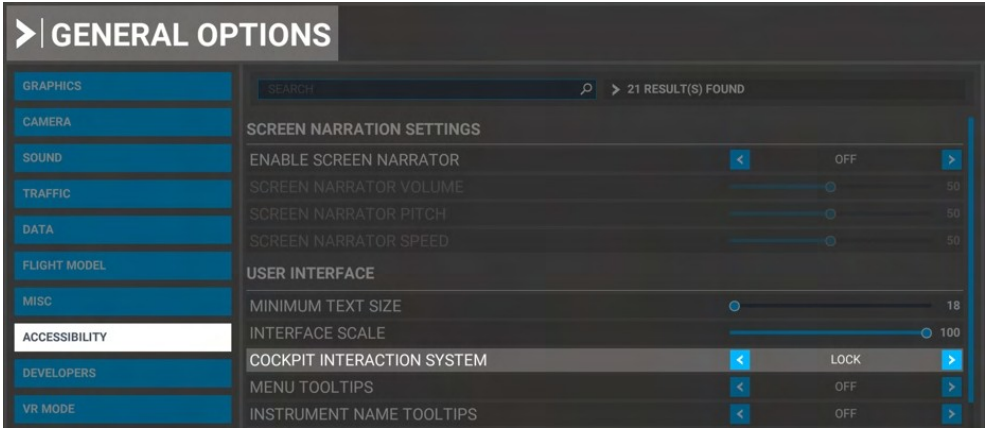 GENERAL OPTIONS
GRAPHICS
CAMERA
SOUND
TRAFFIC
DATA
FLIGHT MODEL
MISC
ACCESSIBILITY
DEVELOPERS
VR MODE
SEARCH
21 RESULT(S) FOUND
SCREEN NARRATION SETTINGS
ENABLE SCREEN NARRATOR OFF
SCREEN NARRATOR VOLUME 50
SCREEN NARRATOR PITCH 50
SCREEN NARRATOR SPEED 50
USER INTERFACE
MINIMUM TEXT SIZE 18
INTERFACE SCALE 100
COCKPIT INTERACTION SYSTEM LOCK
MENU TOOLTIPS OFF
INSTRUMENT NAME TOOLTIPS OFF